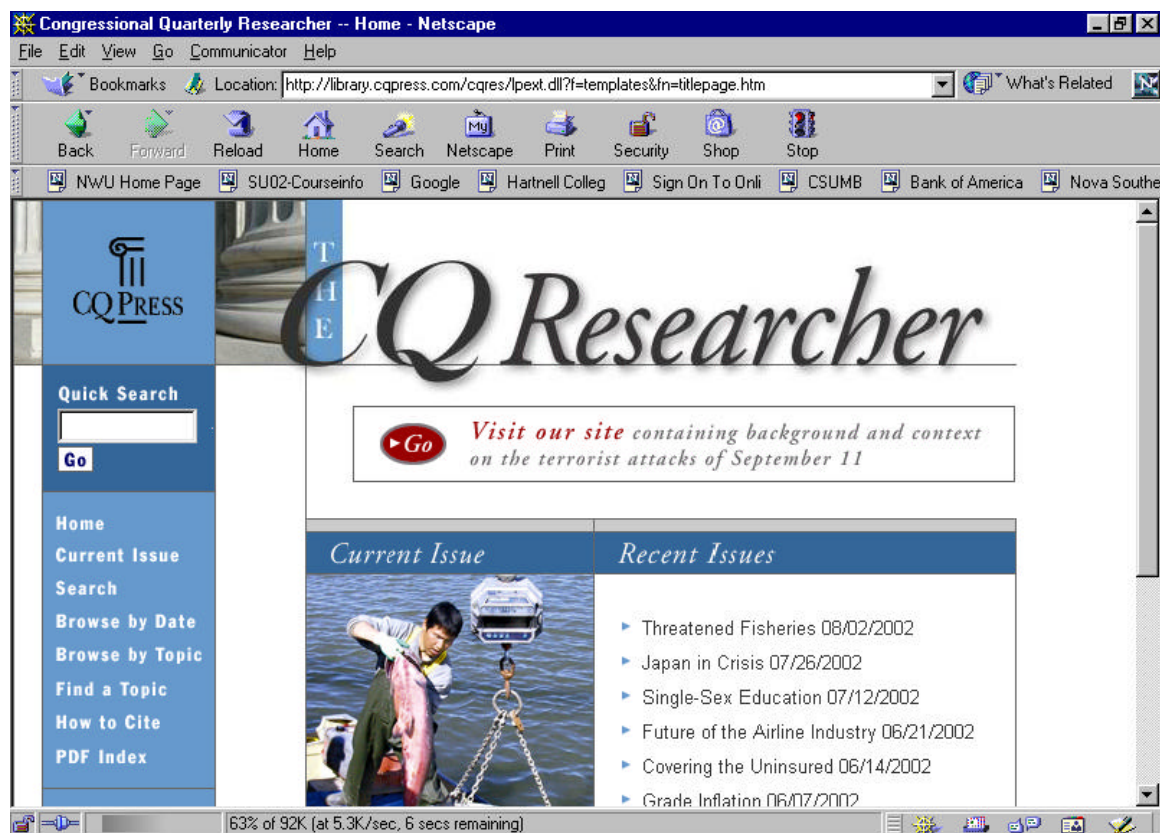 Congressional Quarterly Researcher -- Home - Netscape
File Edit View Go Communicator Help
Bookmarks Location: http://library.cqpress.com/cqres/lpext.dll?f=templates&fn=titlepage.htm What's Related N
Back Forward Reload Home Search Netscape Print Security Shop Stop
My
NWU Home Page SU02-Courseinfo Google Hartnell Colleg Sign On To Onli CSUMB Bank of America Nova Southe
CQ PRESS
THE
CQ Researcher
Quick Search
Go
Go
Visit our site containing background and context
on the terrorist attacks of September 11
Home
Current Issue
Search
Browse by Date
Browse by Topic
Find a Topic
How to Cite
PDF Index
Current Issue
Recent Issues
Threatened Fisheries 08/02/2002
Japan in Crisis 07/26/2002
Single-Sex Education 07/12/2002
Future of the Airline Industry 06/21/2002
Covering the Uninsured 06/14/2002
Grade Inflation 06/07/2002
63% of 92K (at 5.3K/sec, 6 secs remaining)